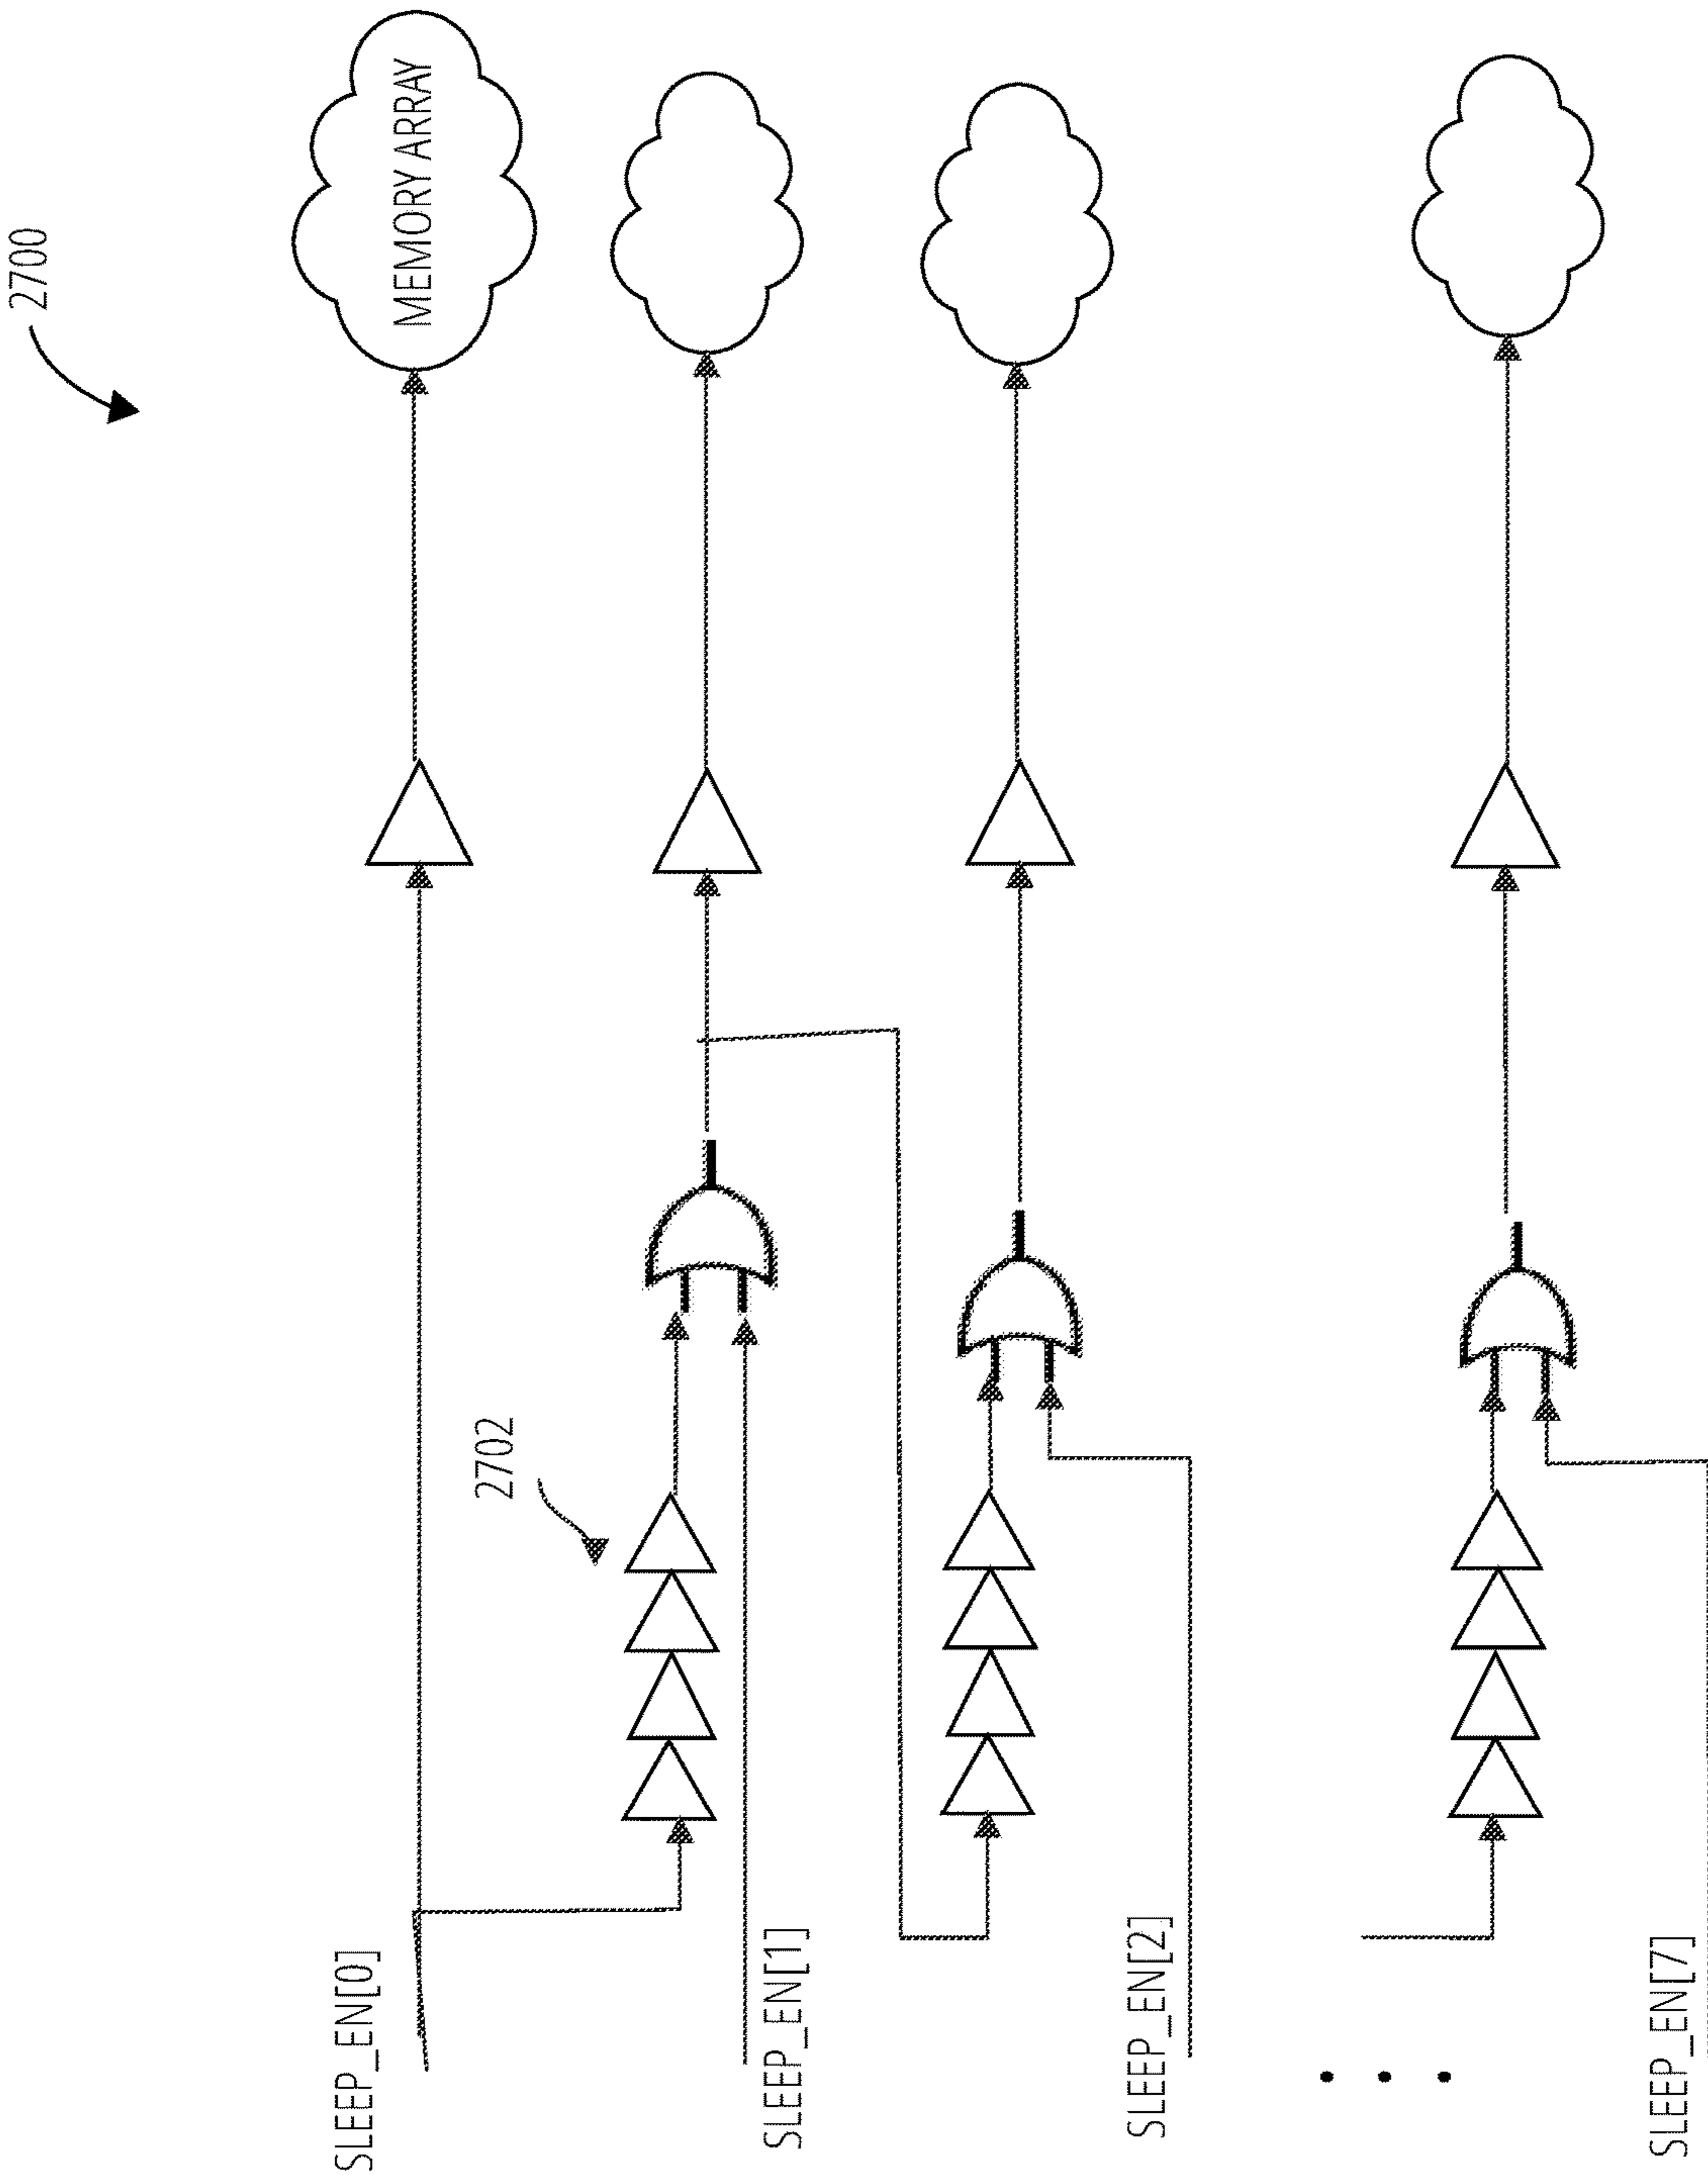 2700
MEMORY ARRAY
SLEEP_EN[0]
2702
SLEEP_EN[1]
SLEEP_EN[2]
SLEEP_EN[7]